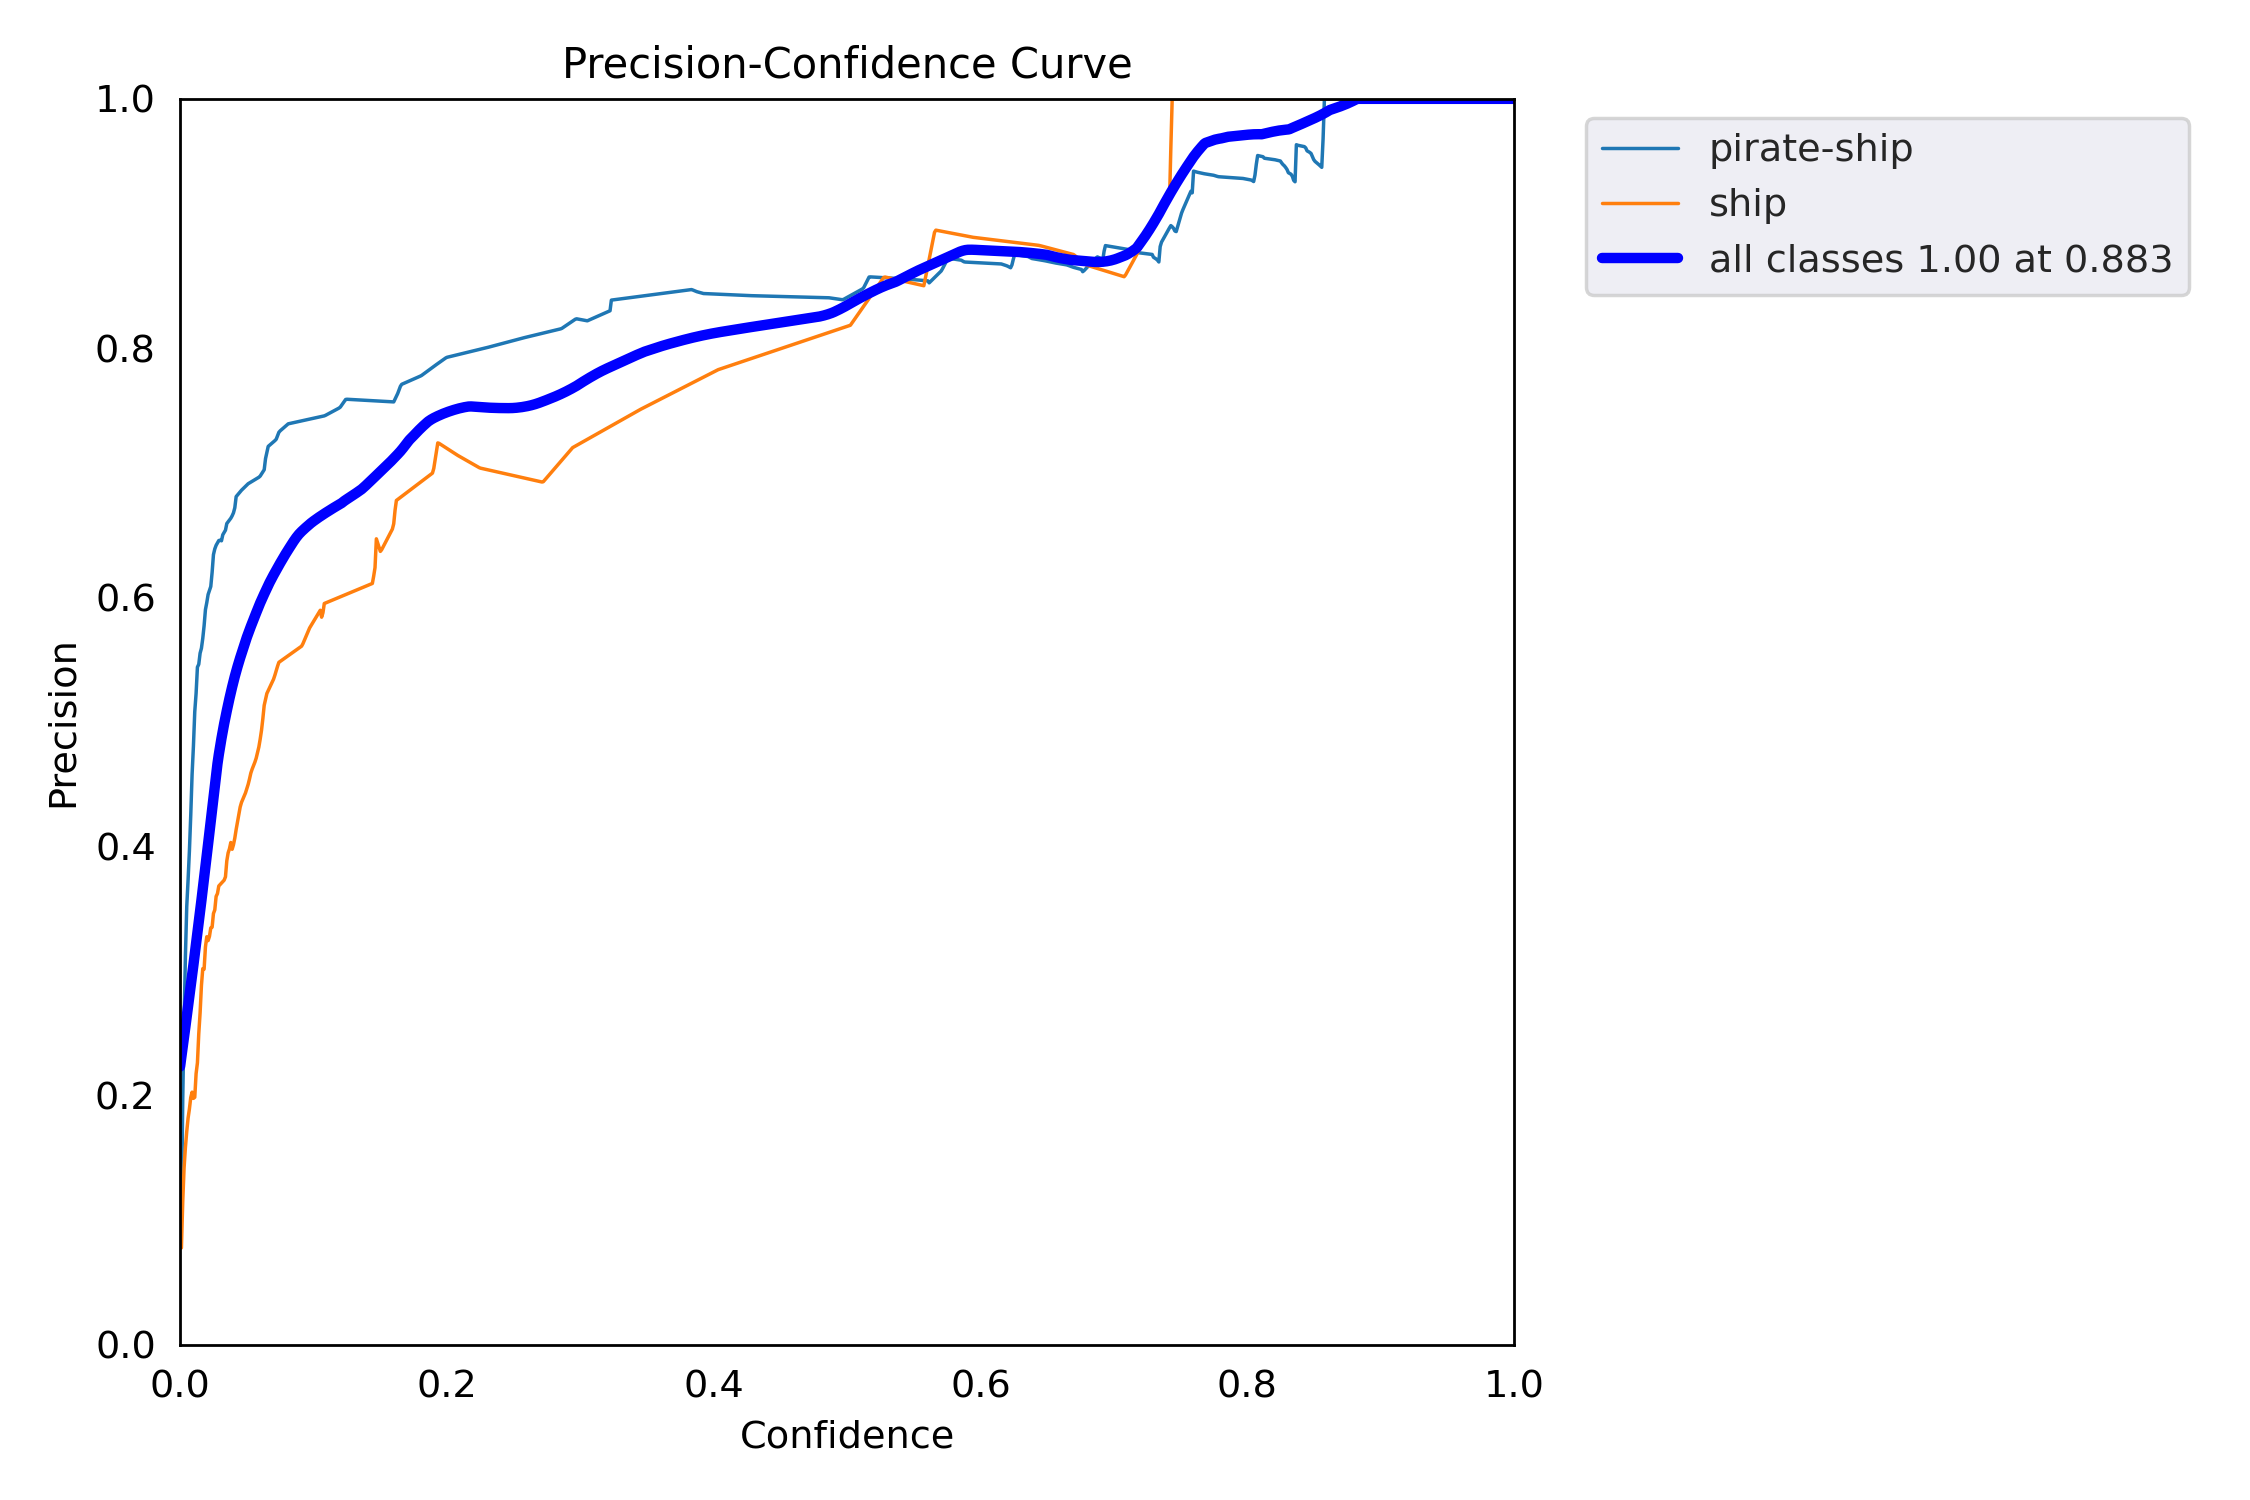 Precision-Confidence Curve
1.0
0.8
0.6
0.4
0.2
0.0
Precision
0.0 0.2 0.4 0.6 0.8 1.0
Confidence
pirate-ship
ship
all classes 1.00 at 0.883